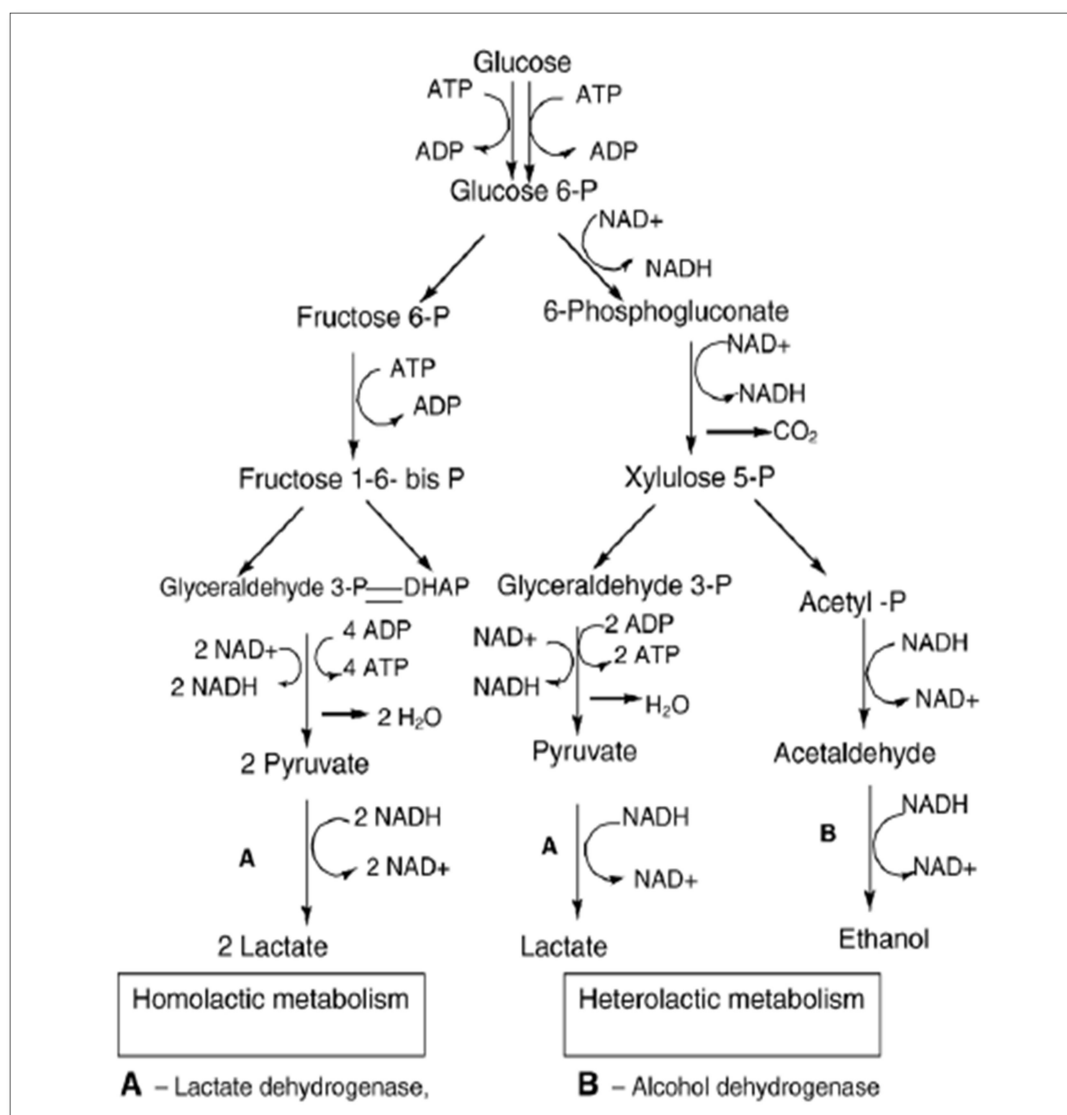 Glucose
ATP ATP
ADP ADP
Glucose 6-P
NAD+
NADH
Fructose 6-P 6-Phosphogluconate
ATP NAD+
ADP NADH
CO₂
Fructose 1-6- bis P Xylulose 5-P
Glyceraldehyde 3-P DHAP Glyceraldehyde 3-P Acetyl -P
2 NAD+ 4 ADP NAD+ 2 ADP NADH
2 NADH 4 ATP NADH 2 ATP NAD+
2 H₂O H₂O
2 Pyruvate Pyruvate Acetaldehyde
A 2 NADH A NADH B NADH
2 NAD+ NAD+ NAD+
2 Lactate Lactate Ethanol
Homolactic metabolism Heterolactic metabolism
A – Lactate dehydrogenase, B – Alcohol dehydrogenase